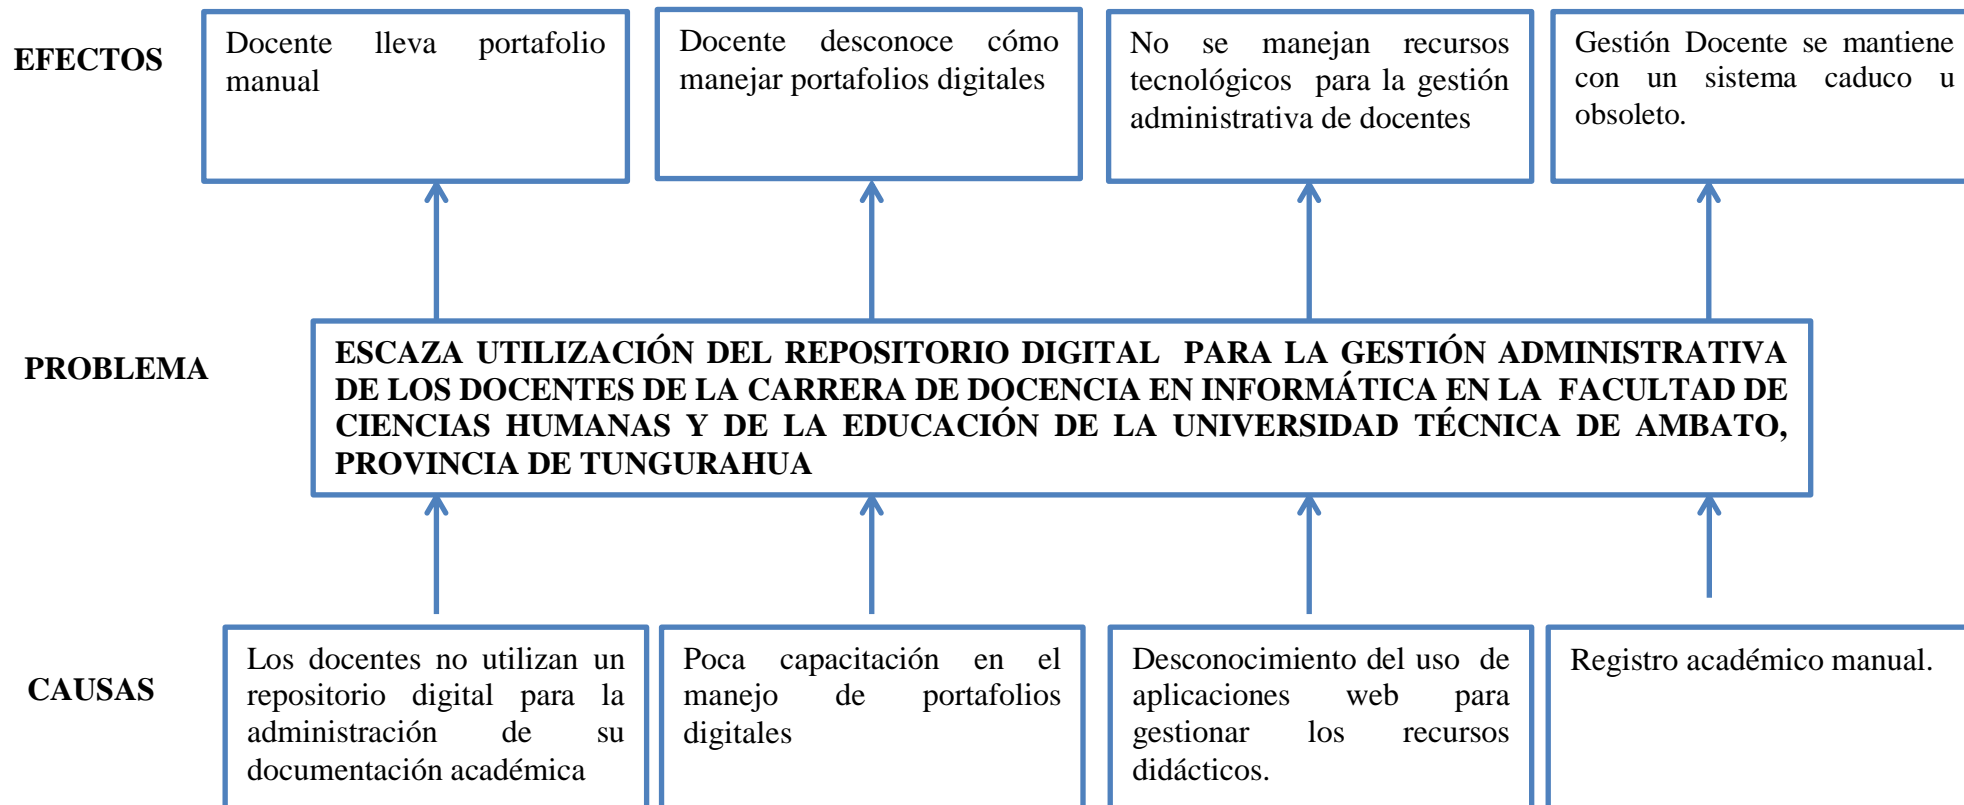 EFECTOS
Docente lleva portafolio
manual
Docente desconoce cómo
manejar portafolios digitales
No se manejan recursos
tecnológicos para la gestión
administrativa de docentes
Gestión Docente se mantiene
con un sistema caduco u
obsoleto.
PROBLEMA
ESCAZA UTILIZACIÓN DEL REPOSITORIO DIGITAL PARA LA GESTIÓN ADMINISTRATIVA
DE LOS DOCENTES DE LA CARRERA DE DOCENCIA EN INFORMÁTICA EN LA FACULTAD DE
CIENCIAS HUMANAS Y DE LA EDUCACIÓN DE LA UNIVERSIDAD TÉCNICA DE AMBATO,
PROVINCIA DE TUNGURAHUA
CAUSAS
Los docentes no utilizan un
repositorio digital para la
administración de su
documentación académica
Poca capacitación en el
manejo de portafolios
digitales
Desconocimiento del uso de
aplicaciones web para
gestionar los recursos
didácticos.
Registro académico manual.